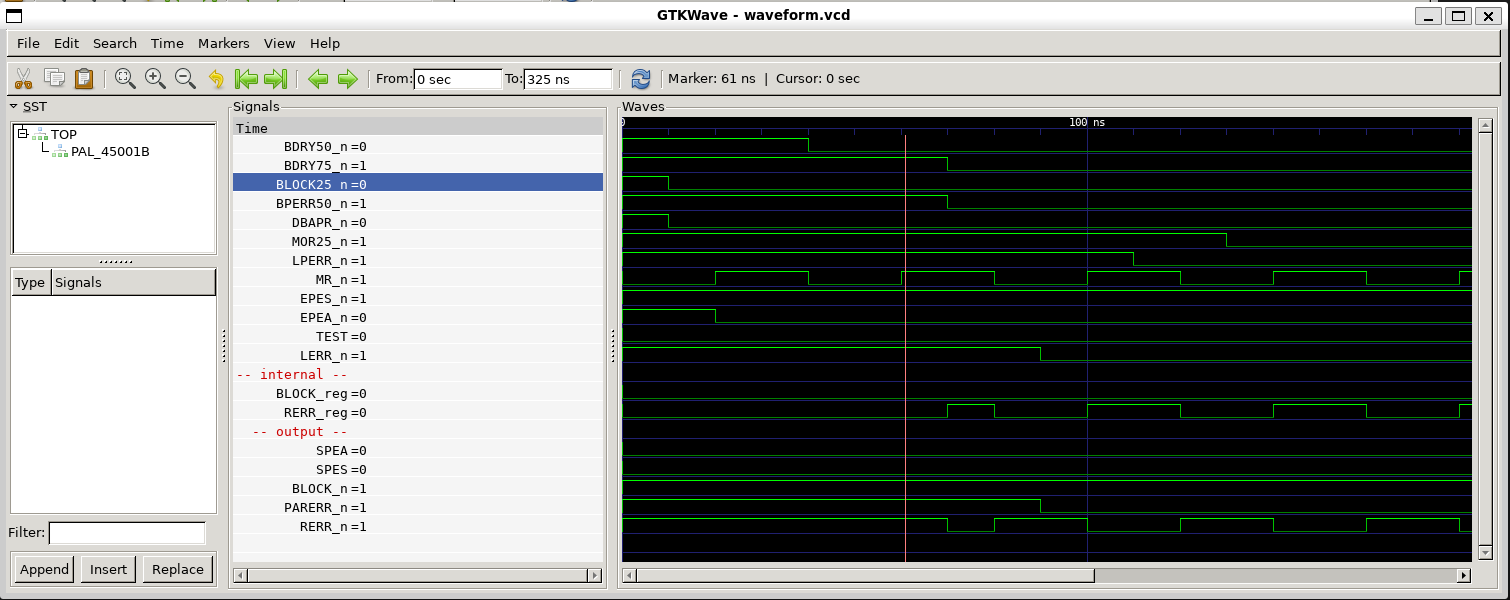 GTKWave - waveform.vcd
File Edit Search Time Markers View Help
From: 0 sec To: 325 ns Marker: 61 ns | Cursor: 0 sec
SST
TOP
PAL_45001B
Type Signals
Filter:
Append Insert Replace
Signals
Time
BDRY50_n=0
BDRY75_n=1
BLOCK25_n=0
BPERR50_n=1
DBAPR_n=0
MOR25_n=1
LPERR_n=1
MR_n=1
EPES_n=1
EPEA_n=0
TEST=0
LERR_n=1
-- internal --
BLOCK_reg=0
RERR_reg=0
-- output --
SPEA=0
SPES=0
BLOCK_n=1
PARERR_n=1
RERR_n=1
Waves
0 100 ns